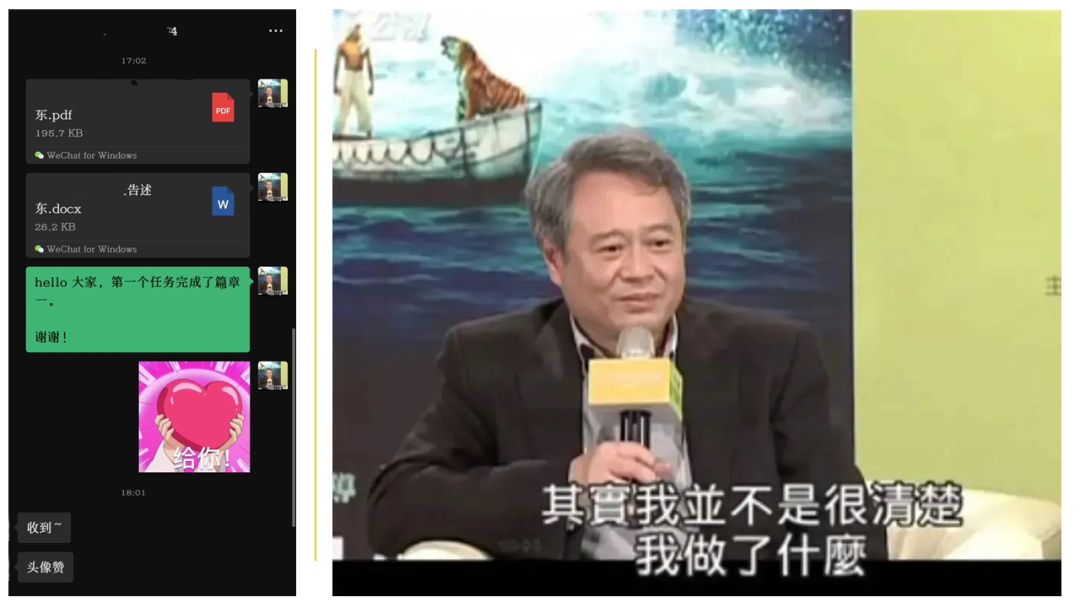 4
17:02
东.pdf
195.7 KB
PDF
WeChat for Windows
.告述
东.docx
26.2 KB
W
WeChat for Windows
hello 大家，第一个任务完成了篇章
一。
谢谢！
给你!
18:01
收到~
头像赞
其實我並不是很清楚
我做了什麼